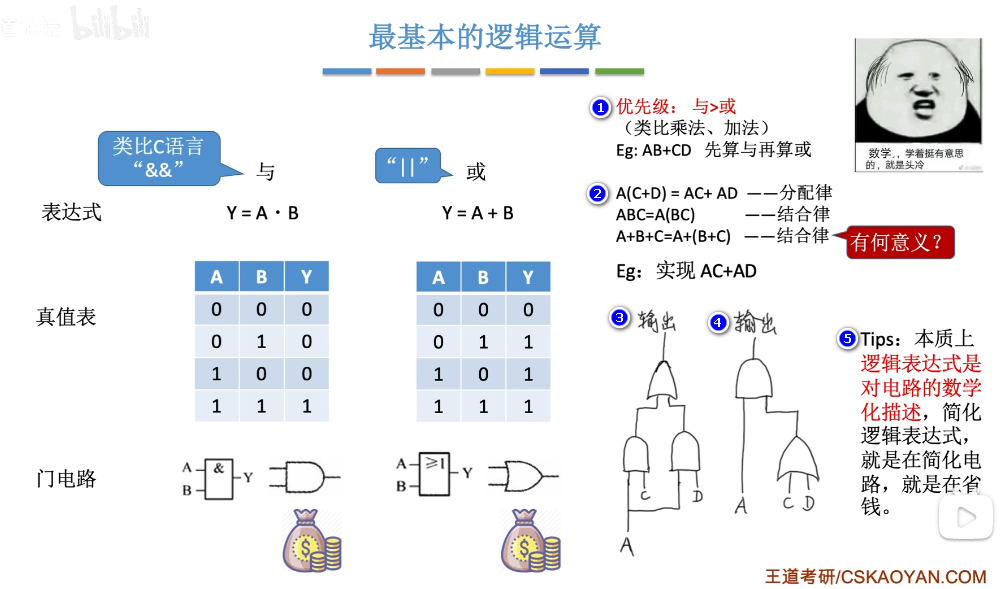 bilibili
最基本的逻辑运算
类比C语言
“&&”
与
“||”
或
表达式
Y = A · B
Y = A + B
真值表
A B Y
0 0 0
0 1 0
1 0 0
1 1 1
A B Y
0 0 0
0 1 1
1 0 1
1 1 1
门电路
A
B
&
Y
A
B
≥1
Y
$
$
1 优先级： 与>或
（类比乘法、加法）
Eg: AB+CD 先算与再算或
2 A(C+D) = AC+ AD ——分配律
ABC=A(BC) ——结合律
A+B+C=A+(B+C) ——结合律
有何意义？
Eg：实现 AC+AD
3 输出
C
D
A
4 输出
A
C D
5 Tips：本质上
逻辑表达式是
对电路的数学
化描述，简化
逻辑表达式，
就是在简化电
路，就是在省
钱。
数学，，学着挺有意思
的，就是头冷
王道考研/CSKAOYAN.COM